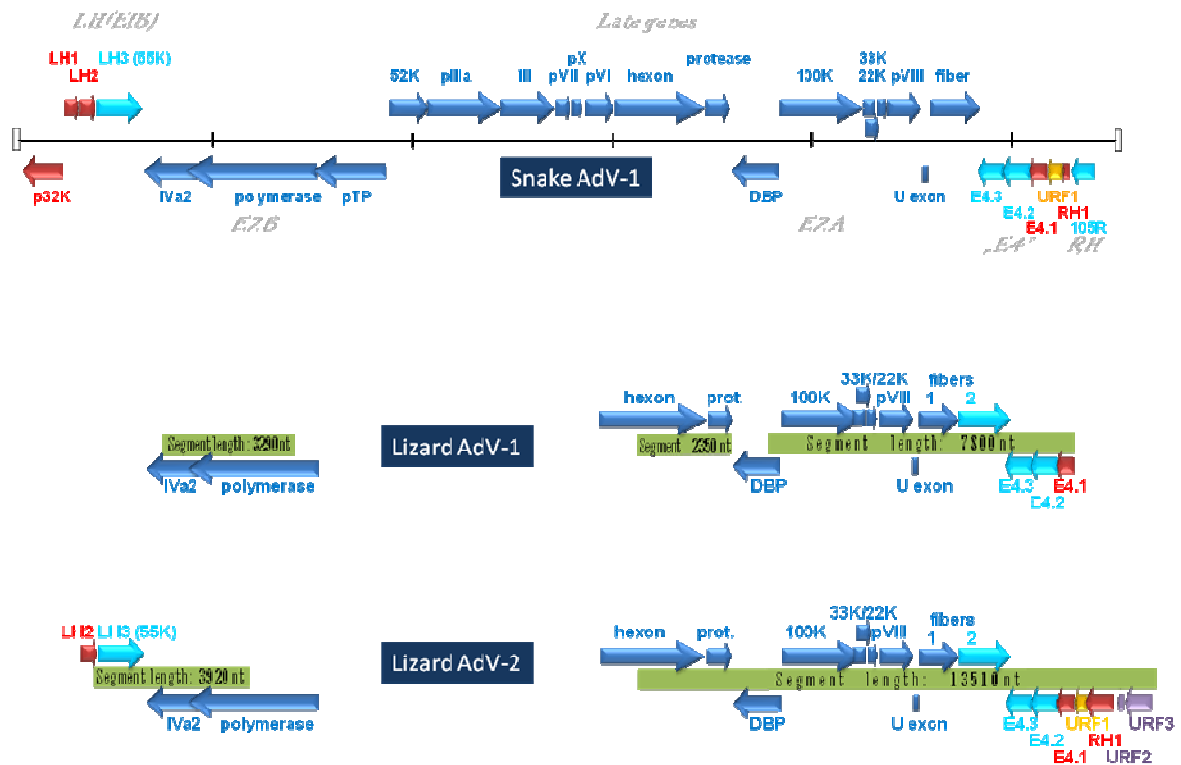 LH(E1B) Late genes
LH1 LH3 (55K) pX protease 33K
LH2 52K pIIIa III pVII pVI hexon 100K 22K pVIII fiber
p32K IVa2 polymerase pTP Snake AdV-1 DBP U exon E4.3 URF1
E4.2 RH1
E4.1 105R
E2B E2A „E4” RH
33K/22K fibers
hexon prot. 100K pVIII 1 2
Segment length: 3290 nt Lizard AdV-1 Segment 2350 nt Segment length: 7800 nt
IVa2 polymerase DBP U exon E4.3 E4.1
E4.2
33K/22K fibers
LH2 LH3 (55K) hexon prot. 100K pVIII 1 2
Segment length: 3920 nt Lizard AdV-2 Segment length: 13510 nt
IVa2 polymerase DBP U exon E4.3 URF1 URF3
E4.2 RH1
E4.1 URF2